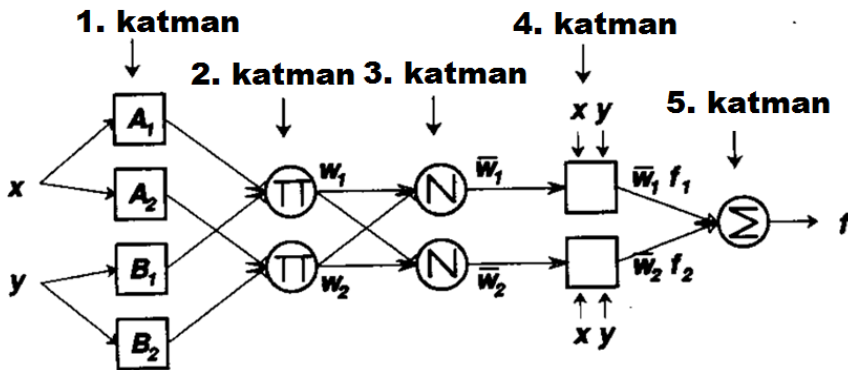 1. katman
4. katman
2. katman 3. katman
5. katman
x y
A₁
x
A₂
B₁
y
B₂
∏ w₁
∏ w₂
N w̅₁
N w̅₂
w̅₁ f₁
w̅₂ f₂
Σ
f
x y